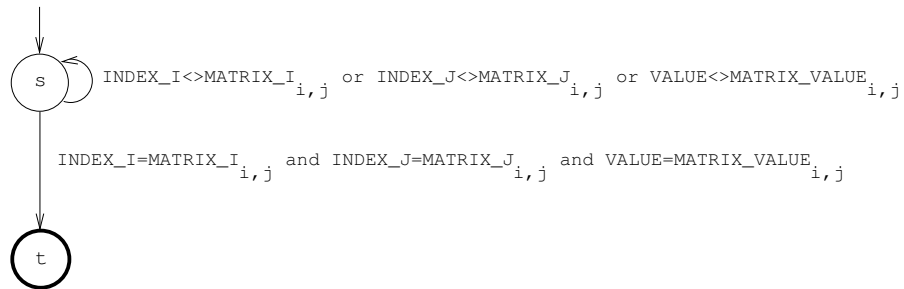 s
INDEX_I<>MATRIX_I i,j or INDEX_J<>MATRIX_J i,j or VALUE<>MATRIX_VALUE i,j
INDEX_I=MATRIX_I i,j and INDEX_J=MATRIX_J i,j and VALUE=MATRIX_VALUE i,j
t